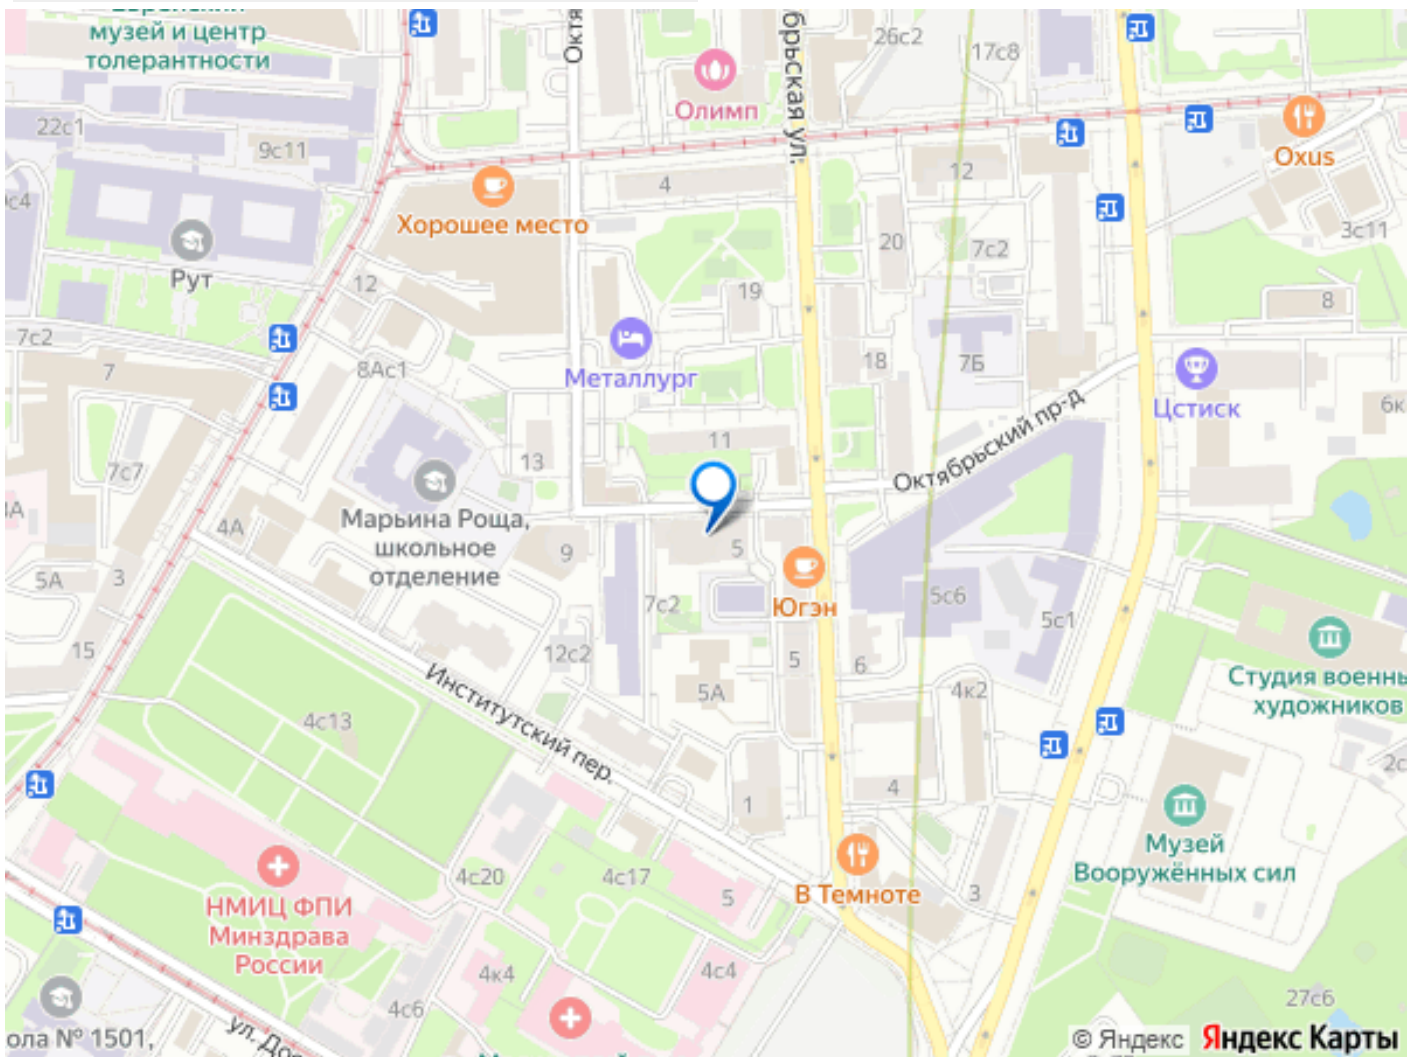 музей и центр
толерантности
Октя
брьская ул.
26с2
17с8
Олимп
22с1
9с11
Oxus
с4
Хорошее место
4
12
3с11
Рут
20
7с2
12
19
8
7с2
7
8Ас1
Металлург
18
7Б
Цстиск
6к
Октябрьский пр-д
11
7с7
13
Марьина Роща,
школьное
отделение
4А
9
5
5А
3
Югэн
7с2
5с6
5с1
15
12с2
5
6
5А
Студия военны
художников
4к2
Институтский пер.
4с13
2с
1
4
Музей
Вооружённых сил
4с20
4с17
5
В Темноте
3
НМИЦ ФПИ
Минздрава
России
4к4
4с4
4с6
27с6
ола № 1501,
ул. До
© Яндекс Яндекс Карты